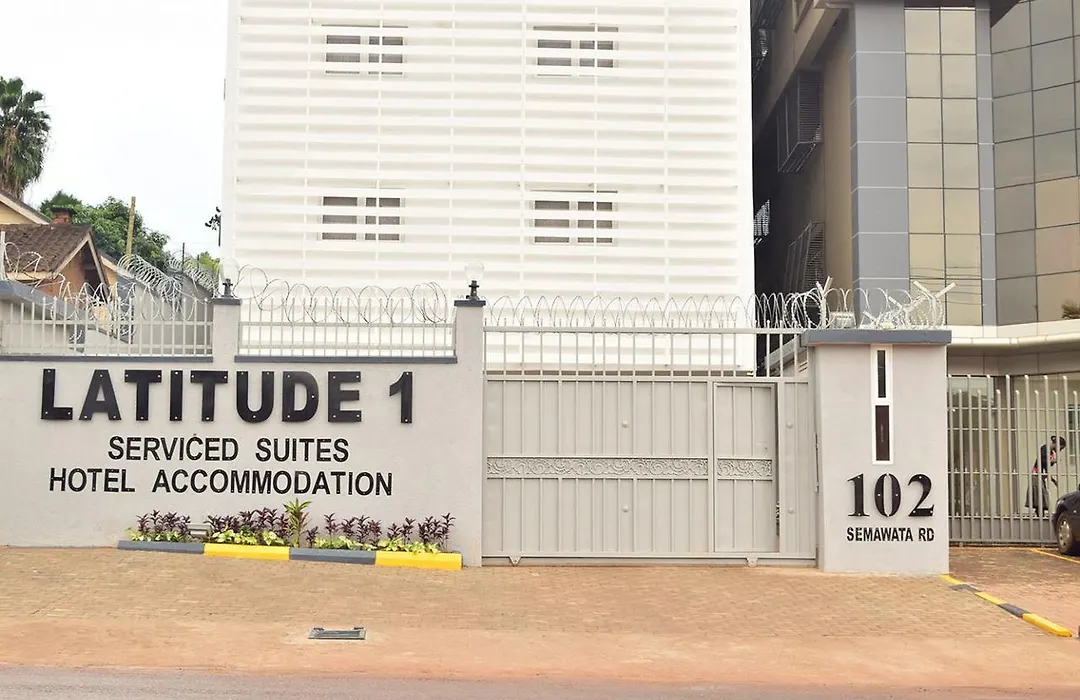 LATITUDE 1
SERVICED SUITES
HOTEL ACCOMMODATION
102
SEMAWATA RD